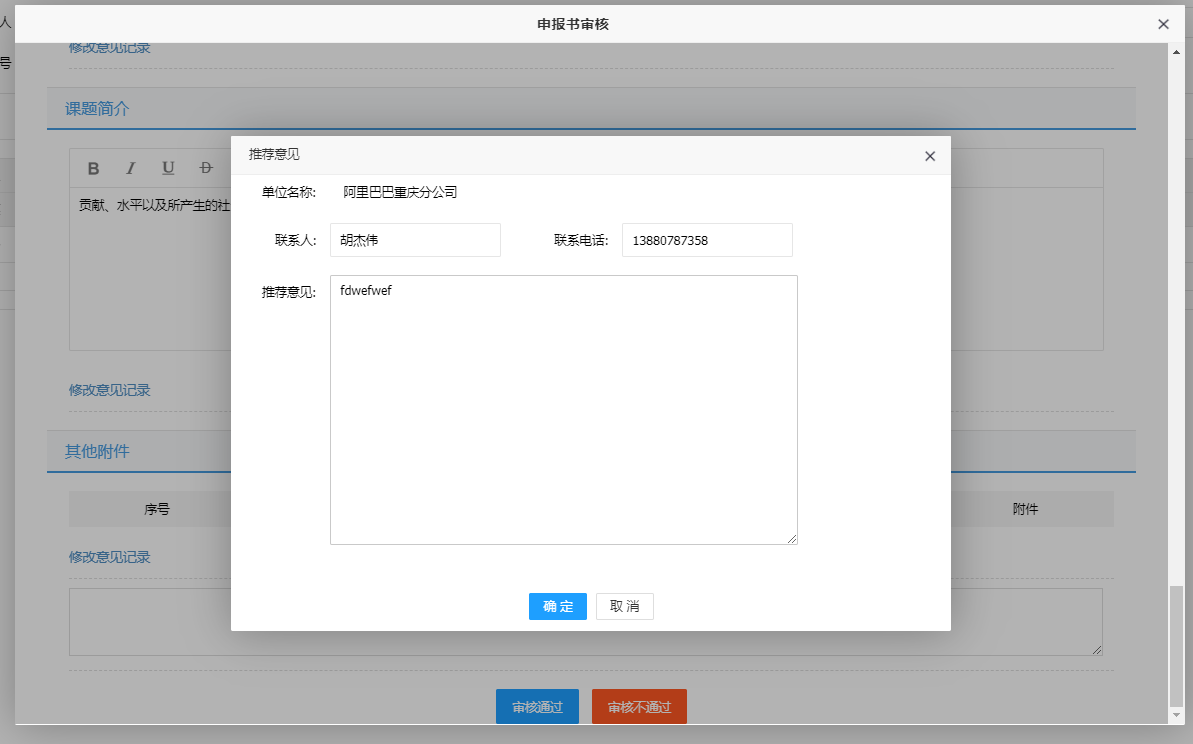 人
申报书审核
修改意见记录
号
课题简介
B I U D
推荐意见
单位名称: 阿里巴巴重庆分公司
贡献、水平以及所产生的社
联系人: 胡杰伟 联系电话: 13880787358
推荐意见: fdwefwef
修改意见记录
其他附件
序号 附件
修改意见记录
确定 取消
审核通过 审核不通过